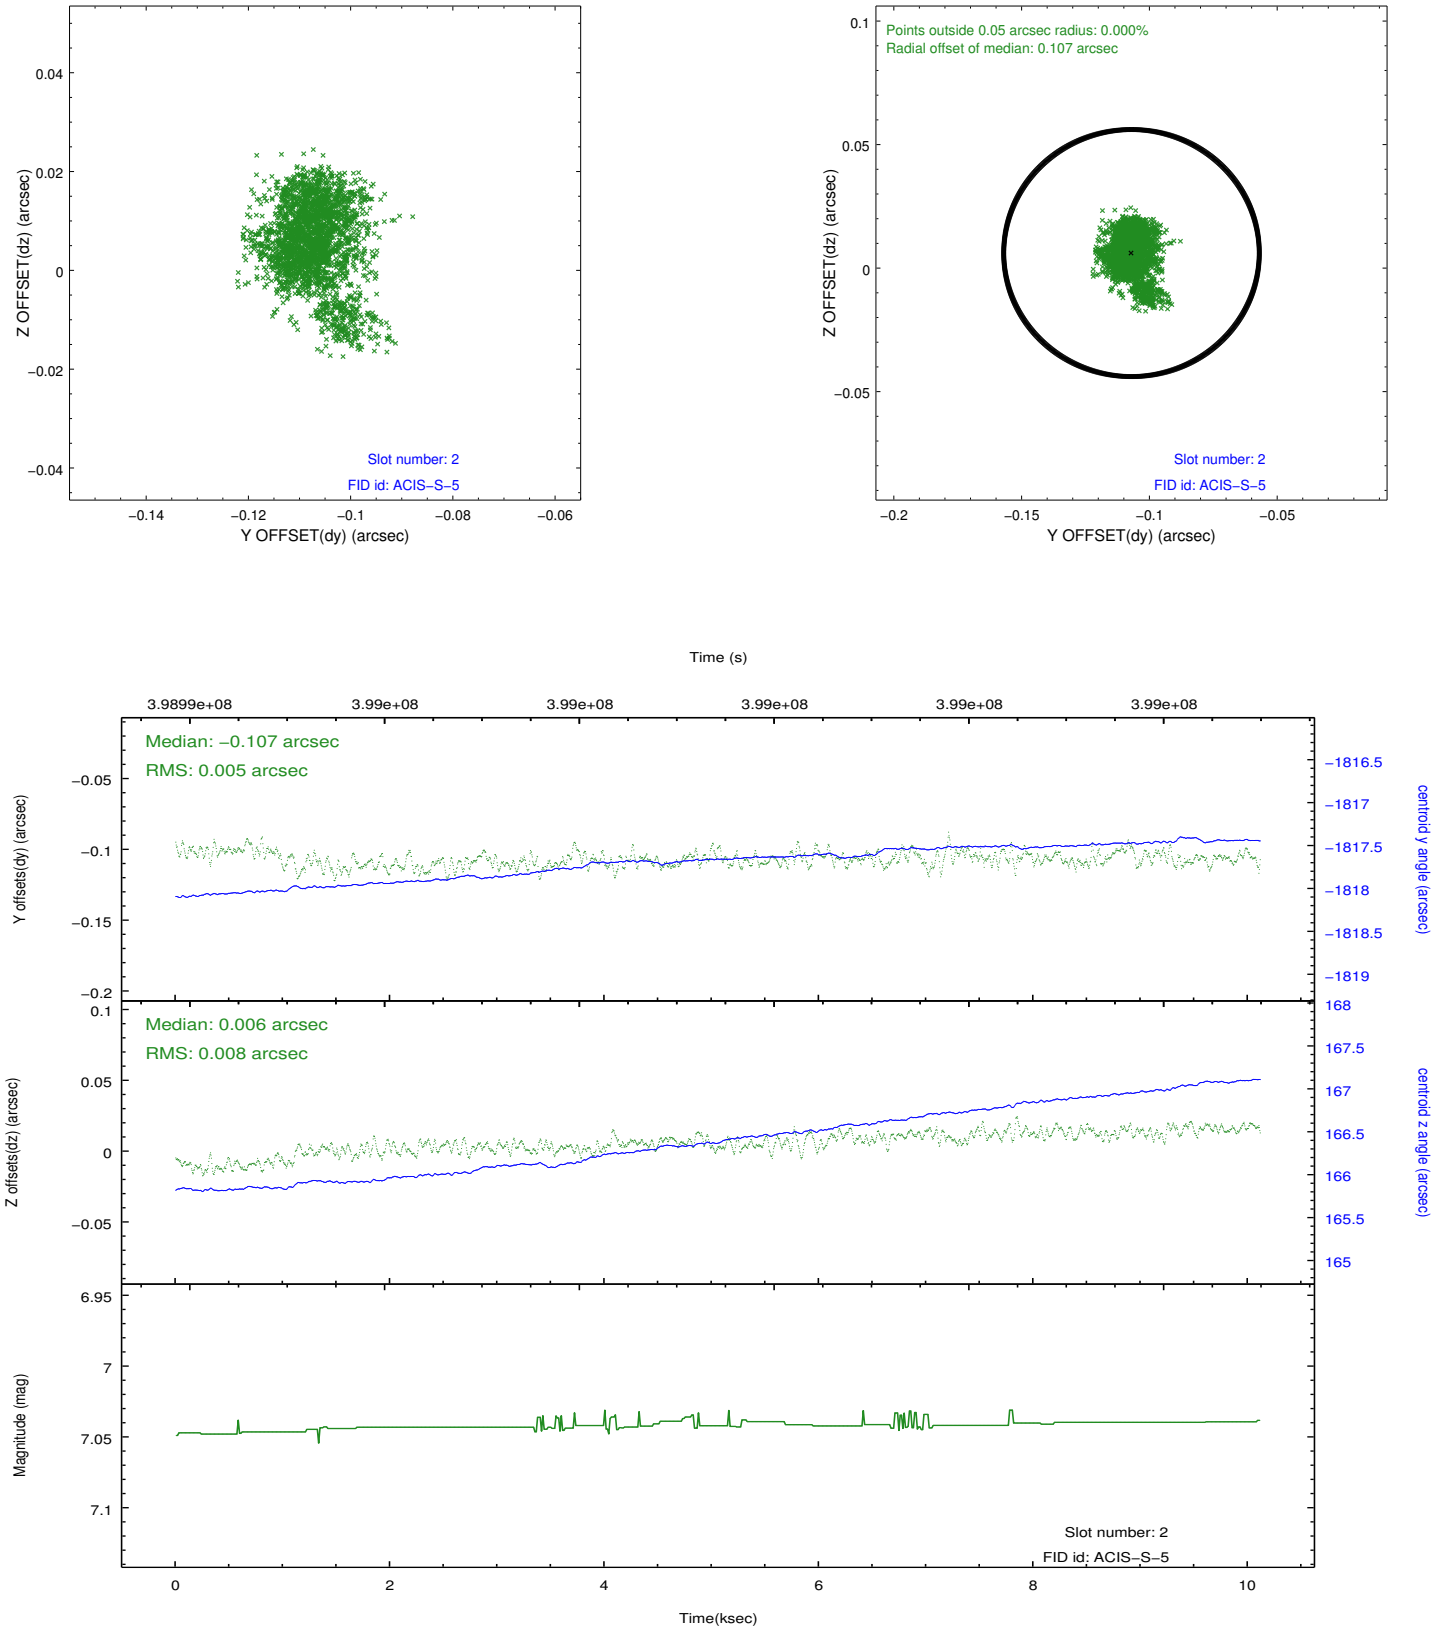 0.04
0.02
0
−0.02
−0.04
Z OFFSET(dz) (arcsec)
Slot number: 2
FID id: ACIS−S−5
−0.14
−0.12
−0.1
−0.08
−0.06
Y OFFSET(dy) (arcsec)
Points outside 0.05 arcsec radius: 0.000%
Radial offset of median: 0.107 arcsec
0.1
0.05
0
−0.05
Z OFFSET(dz) (arcsec)
Slot number: 2
FID id: ACIS−S−5
−0.2
−0.15
−0.1
−0.05
Y OFFSET(dy) (arcsec)
Time (s)
3.9899e+08
3.99e+08
3.99e+08
3.99e+08
3.99e+08
3.99e+08
Median: −0.107 arcsec
RMS: 0.005 arcsec
−0.05
−0.1
−0.15
−0.2
Y offsets(dy) (arcsec)
−1816.5
−1817
−1817.5
−1818
−1818.5
−1819
centroid y angle (arcsec)
Median: 0.006 arcsec
RMS: 0.008 arcsec
0.1
0.05
0
−0.05
Z offsets(dz) (arcsec)
168
167.5
167
166.5
166
165.5
165
centroid z angle (arcsec)
6.95
7
7.05
7.1
Magnitude (mag)
Slot number: 2
FID id: ACIS−S−5
0
2
4
6
8
10
Time(ksec)